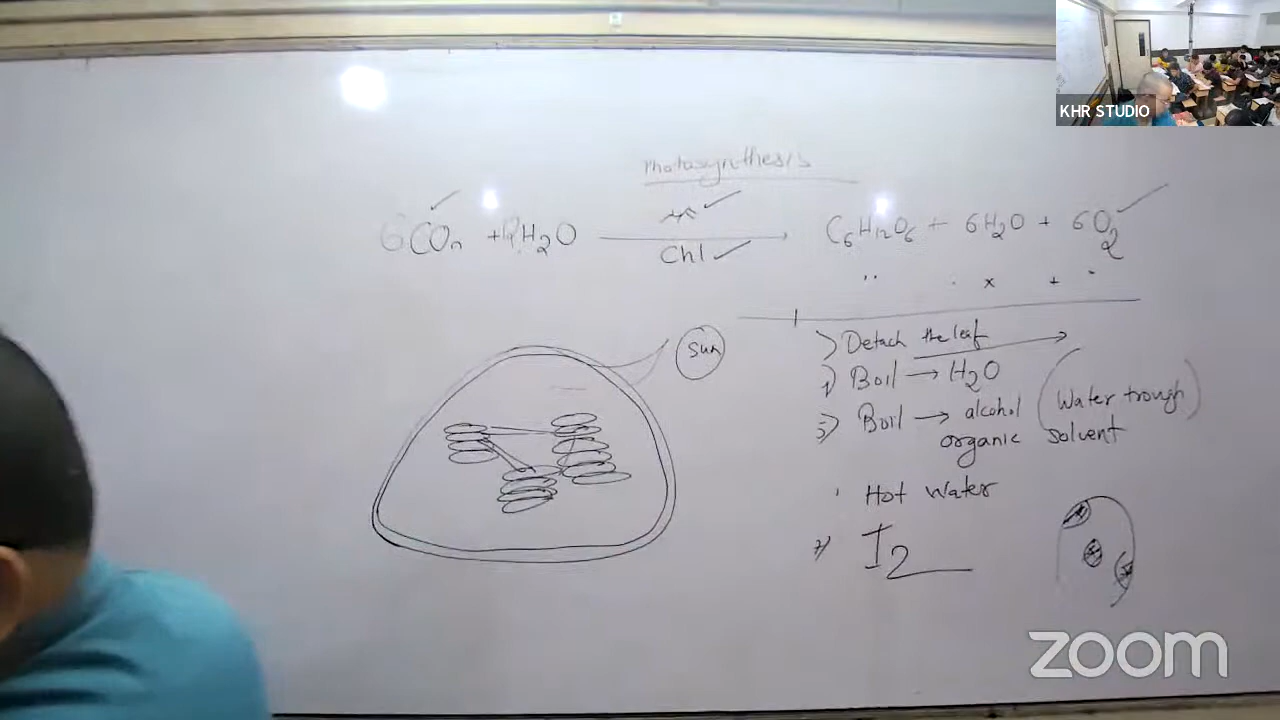 KHR STUDIO
Photosynthesis
6CO2 + 12H2O Chl C6H12O6 + 6H2O + 6O2
Sun
Detach the leaf
Boil → H2O
Boil → alcohol (Water trough)
organic solvent
Hot Water
I2
zoom